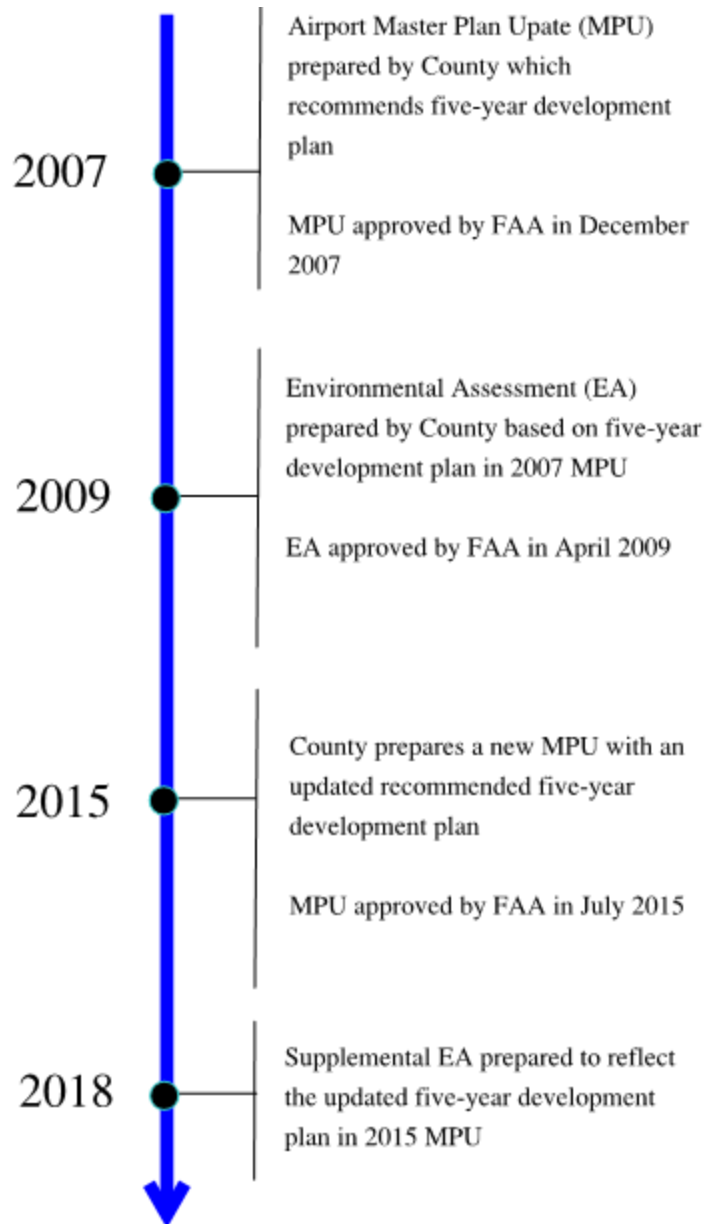 Airport Master Plan Upate (MPU)
prepared by County which
recommends five-year development
plan
2007
MPU approved by FAA in December
2007
Environmental Assessment (EA)
prepared by County based on five-year
development plan in 2007 MPU
2009
EA approved by FAA in April 2009
County prepares a new MPU with an
updated recommended five-year
development plan
2015
MPU approved by FAA in July 2015
Supplemental EA prepared to reflect
the updated five-year development
plan in 2015 MPU
2018